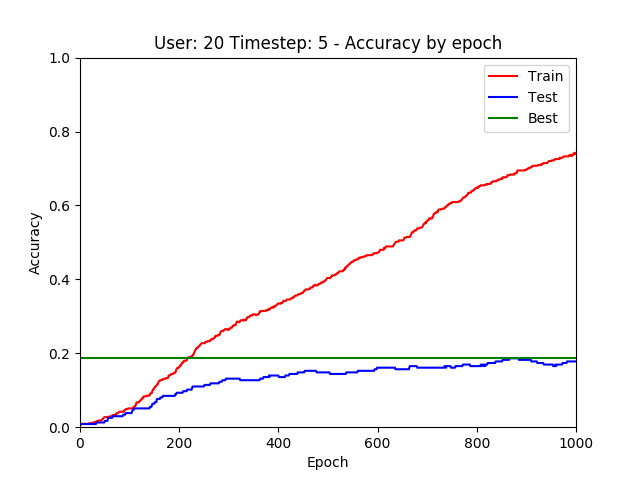 User: 20 Timestep: 5 - Accuracy by epoch
1.0
0.8
0.6
0.4
0.2
0.0
Accuracy
Train
Test
Best
0 200 400 600 800 1000
Epoch